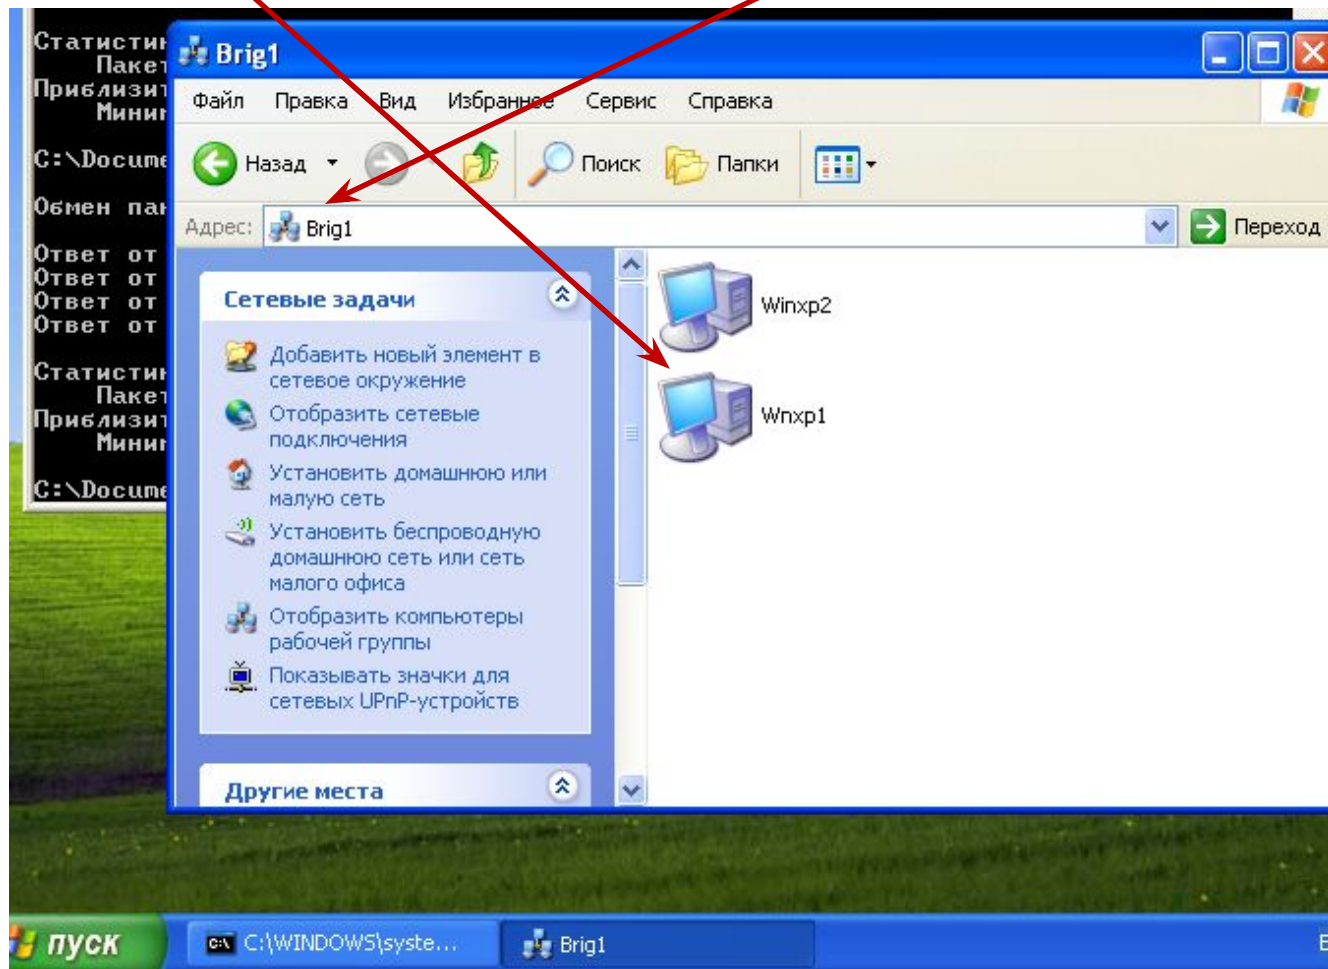 Статистик
Пакет
Приблизит
Миним
C:\Docume
Обмен пак
Ответ от
Ответ от
Ответ от
Ответ от
Статистик
Пакет
Приблизит
Миним
C:\Docume
Brig1
Файл Правка Вид Избранное Сервис Справка
Назад Поиск Папки
Адрес: Brig1 Переход
Сетевые задачи
Добавить новый элемент в
сетевое окружение
Отобразить сетевые
подключения
Установить домашнюю или
малую сеть
Установить беспроводную
домашнюю сеть или сеть
малого офиса
Отобразить компьютеры
рабочей группы
Показывать значки для
сетевых UPnP-устройств
Другие места
Winxp2
Wnxp1
пуск C:\WINDOWS\syste... Brig1